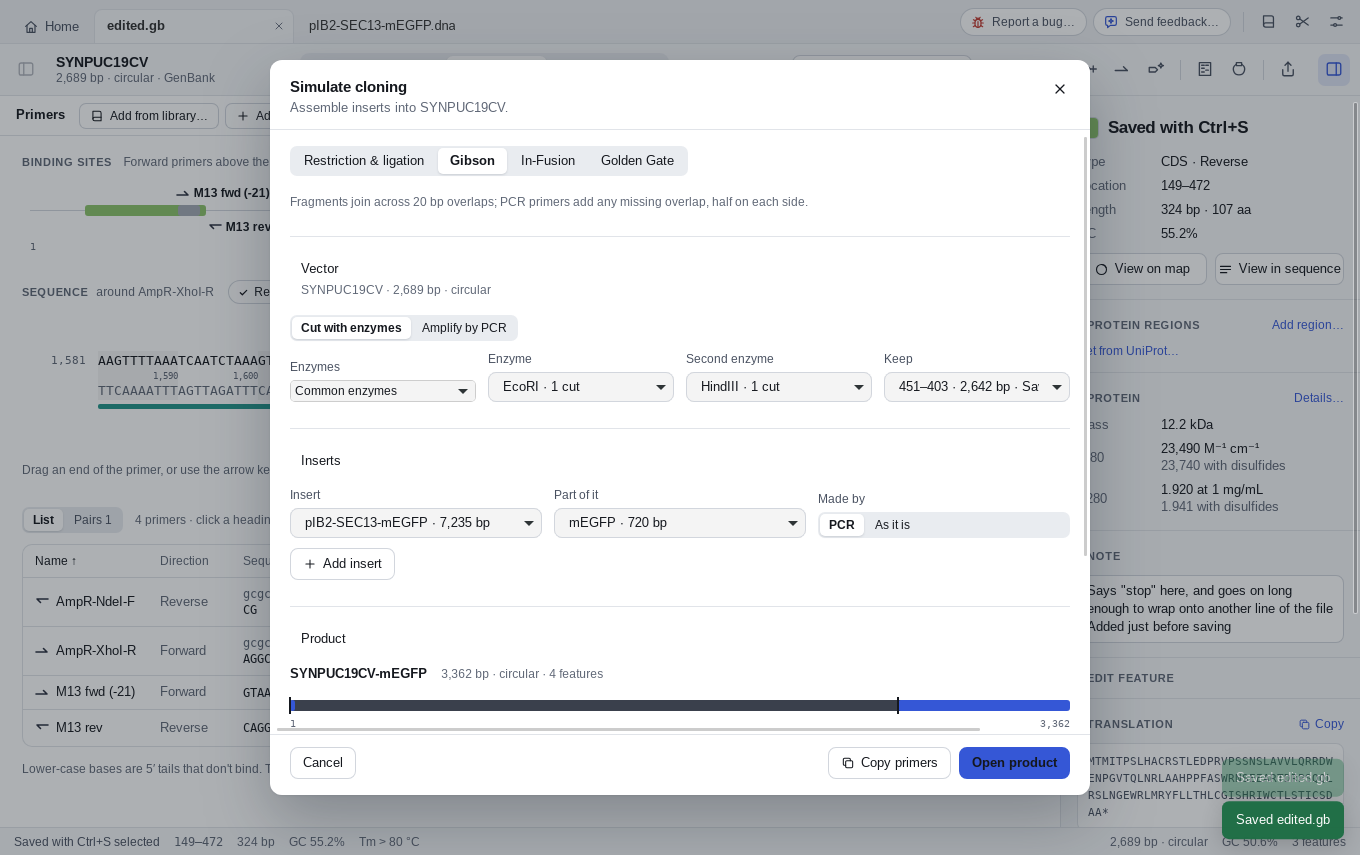 Home
edited.gb
pIB2-SEC13-mEGFP.dna
Report a bug…
Send feedback…
SYNPUC19CV
2,689 bp · circular · GenBank
Primers
Add from library…
BINDING SITES Forward primers above the
M13 fwd (-21)
M13 rev
1
SEQUENCE around AmpR-XhoI-R
1,581 AAGTTTTAAATCAATCTAAAGT
1,590 1,600
TTCAAAATTTAGTTAGATTTCA
Drag an end of the primer, or use the arrow ke
List
Pairs 1
4 primers · click a headin
Name ↑
Direction
AmpR-NdeI-F
Reverse
gcgc
CG
AmpR-XhoI-R
Forward
gcgc
AGGC
M13 fwd (-21)
Forward
GTAA
M13 rev
Reverse
CAGG
Lower-case bases are 5′ tails that don't bind. T
Simulate cloning
Assemble inserts into SYNPUC19CV.
Restriction & ligation
Gibson
In-Fusion
Golden Gate
Fragments join across 20 bp overlaps; PCR primers add any missing overlap, half on each side.
Vector
SYNPUC19CV · 2,689 bp · circular
Cut with enzymes
Amplify by PCR
Enzymes
Common enzymes
Enzyme
EcoRI · 1 cut
Second enzyme
HindIII · 1 cut
Keep
451–403 · 2,642 bp
Inserts
Insert
pIB2-SEC13-mEGFP · 7,235 bp
Part of it
mEGFP · 720 bp
Made by
PCR
As it is
Add insert
Product
SYNPUC19CV-mEGFP
3,362 bp · circular · 4 features
1
3,362
Cancel
Copy primers
Open product
Saved with Ctrl+S
CDS · Reverse
149–472
324 bp · 107 aa
55.2%
View on map
View in sequence
PROTEIN REGIONS
Add region…
from UniProt…
PROTEIN
Details…
12.2 kDa
23,490 M⁻¹ cm⁻¹
23,740 with disulfides
1.920 at 1 mg/mL
1.941 with disulfides
NOTE
Says "stop" here, and goes on long
enough to wrap onto another line of the file
Added just before saving
EDIT FEATURE
TRANSLATION
Copy
Saved edited.gb
Saved with Ctrl+S selected
149–472
324 bp
GC 55.2%
Tm > 80 °C
2,689 bp · circular
GC 50.6%
3 features